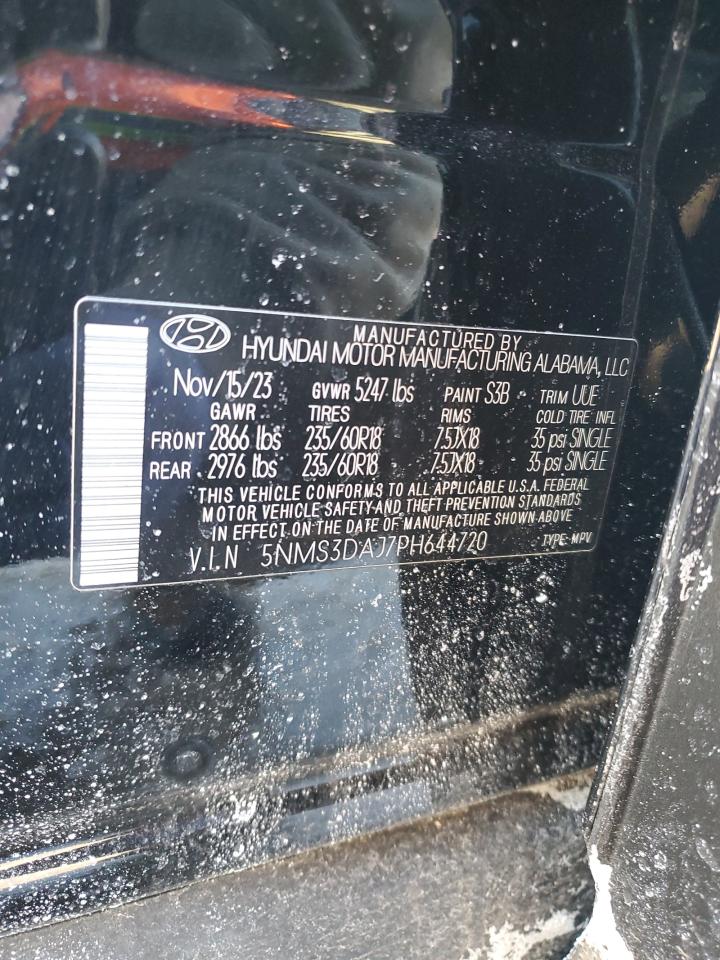 MANUFACTURED BY
HYUNDAI MOTOR MANUFACTURING ALABAMA, LLC
Nov/15/23 GVWR 5247 lbs PAINT S3B TRIM UUE
GAWR TIRES RIMS COLD TIRE INFL
FRONT 2866 lbs 235/60R18 7.5JX18 35 psi SINGLE
REAR 2976 lbs 235/60R18 7.5JX18 35 psi SINGLE
THIS VEHICLE CONFORMS TO ALL APPLICABLE U.S.A. FEDERAL
MOTOR VEHICLE SAFETY AND THEFT PREVENTION STANDARDS
IN EFFECT ON THE DATE OF MANUFACTURE SHOWN ABOVE
V.I.N 5NMS3DAJ7PH644720 TYPE: MPV